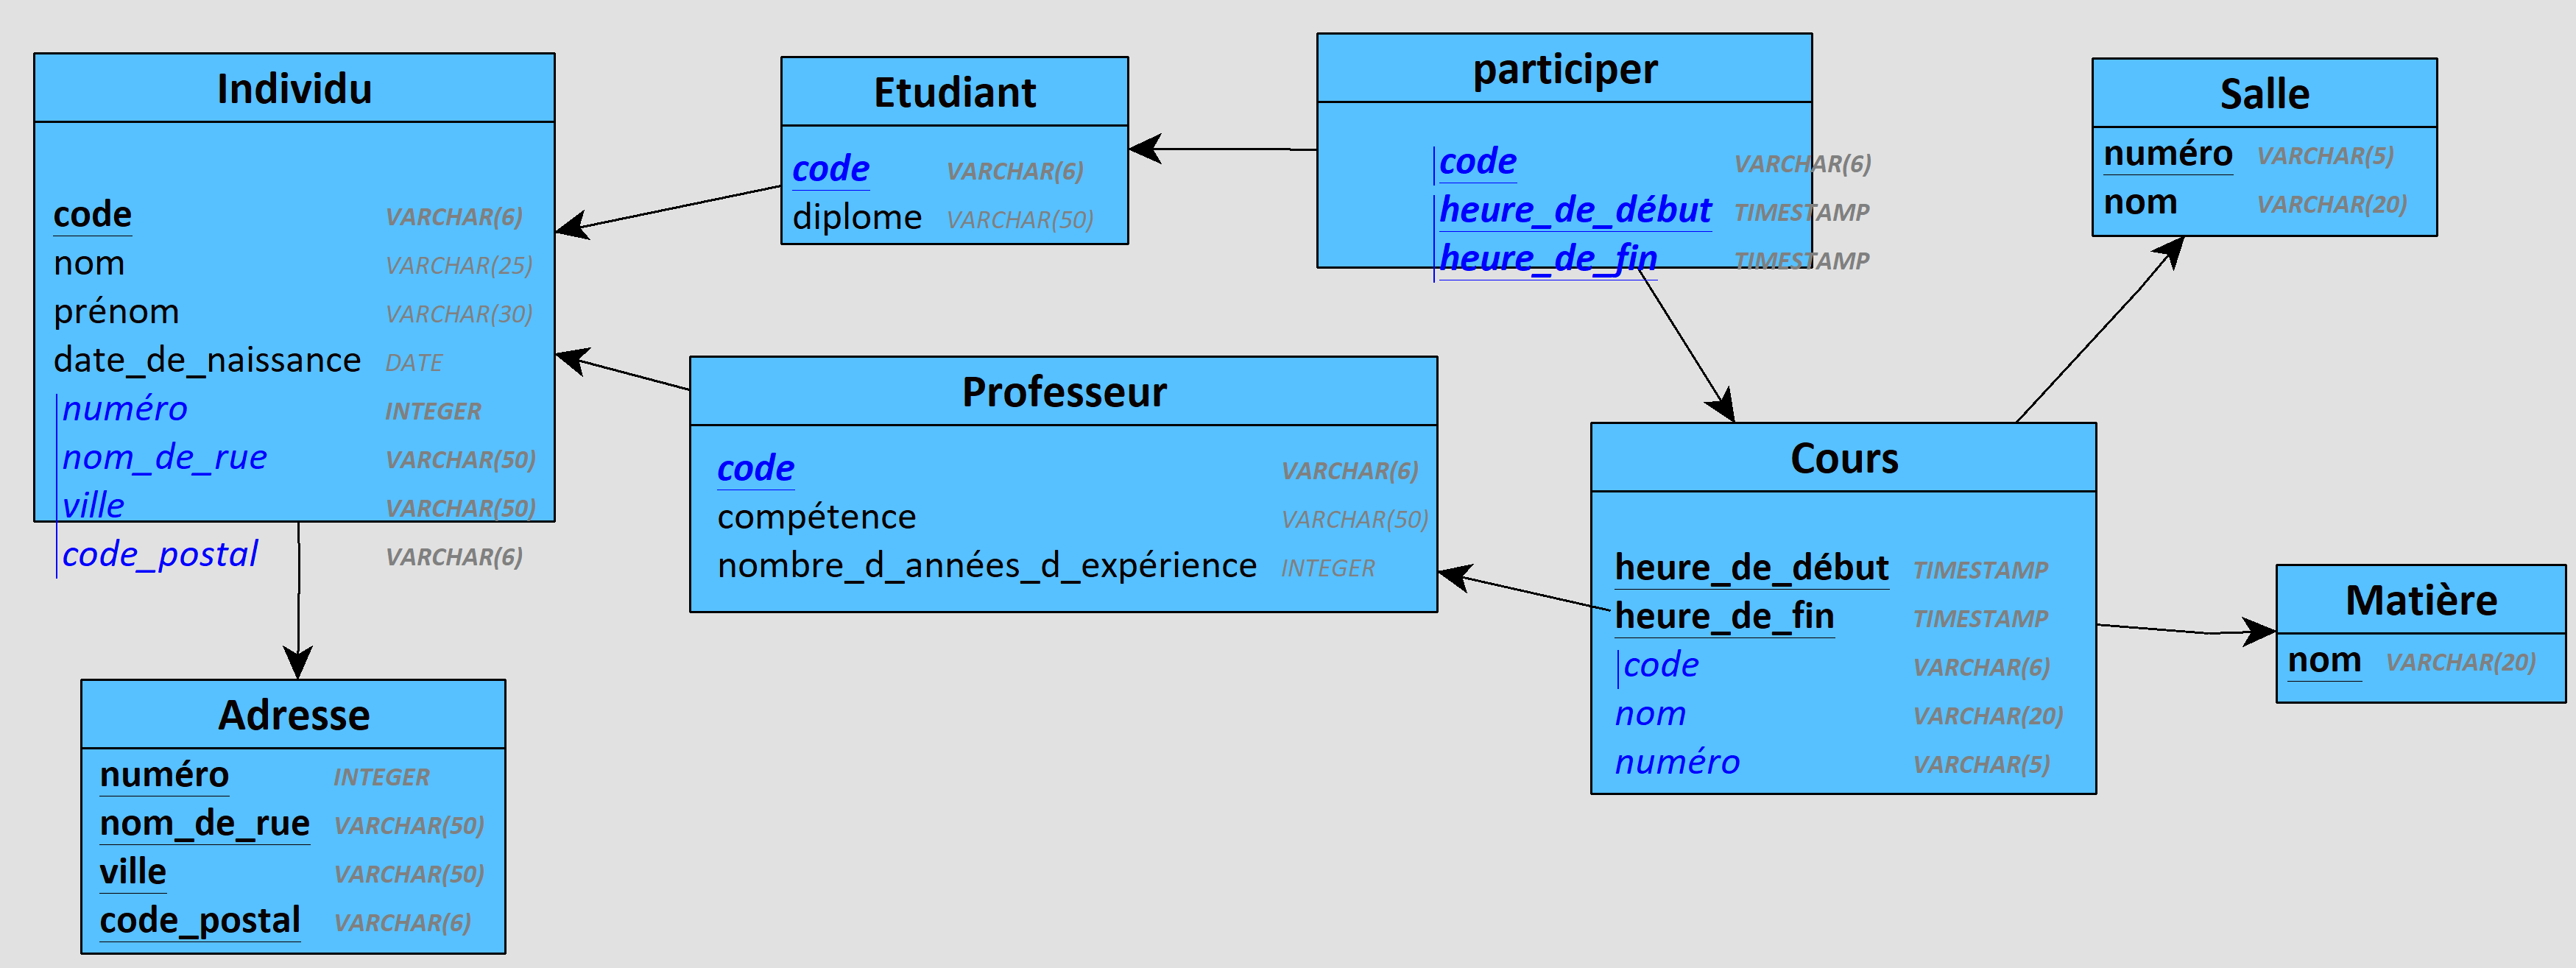 Individu
code VARCHAR(6)
nom VARCHAR(25)
prénom VARCHAR(30)
date_de_naissance DATE
numéro INTEGER
nom_de_rue VARCHAR(50)
ville VARCHAR(50)
code_postal VARCHAR(6)
Etudiant
code VARCHAR(6)
diplome VARCHAR(50)
participer
code VARCHAR(6)
heure_de_début TIMESTAMP
heure_de_fin TIMESTAMP
Salle
numéro VARCHAR(5)
nom VARCHAR(20)
Professeur
code VARCHAR(6)
compétence VARCHAR(50)
nombre_d_années_d_expérience INTEGER
Cours
heure_de_début TIMESTAMP
heure_de_fin TIMESTAMP
code VARCHAR(6)
nom VARCHAR(20)
numéro VARCHAR(5)
Matière
nom VARCHAR(20)
Adresse
numéro INTEGER
nom_de_rue VARCHAR(50)
ville VARCHAR(50)
code_postal VARCHAR(6)